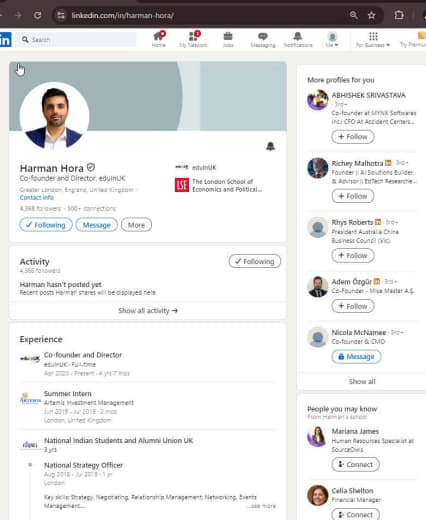 linkedin.com/in/harman-hora/
in
Search
Home
My Network
Jobs
Messaging
Notifications
Me
For Business
Try Premiu
Harman Hora
Co-founder and Director, eduInUK
Greater London, England, United Kingdom ·
Contact info
4,368 followers · 500+ connections
Following
Message
More
eduInUK
LSE
The London School of
Economics and Political...
Activity
4,368 followers
Following
Harman hasn't posted yet
Recent posts Harman shares will be displayed here.
Show all activity →
Experience
Co-founder and Director
eduInUK · Full-time
Apr 2020 - Present · 4 yrs 7 mos
Summer Intern
Artemis Investment Management
Jun 2019 - Jul 2019 · 2 mos
London, United Kingdom
National Indian Students and Alumni Union UK
3 yrs
National Strategy Officer
Aug 2018 - Jul 2019 · 1 yr
London
Key skills: Strategy, Negotiating, Relationship Management, Networking, Events
Management...
...see more
More profiles for you
ABHISHEK SRIVASTAVA
· 3rd+
Co-founder at MYNX Softwares
Inc.| CFO At Accident Centers...
+ Follow
Richey Malhotra in · 3rd+
Founder || AI Solutions Builder
& Advisor || EdTech Researche...
+ Follow
Rhys Roberts in · 3rd+
President Australia China
Business Council (Vic).
+ Follow
Adem Özgür in · 3rd+
Co-Founder - Mise Master A.Ş.
+ Follow
Nicola McNamee · 3rd+
Co-founder & CMO
Message
Show all
People you may know
From Harman's school
Mariana James
Human Resources Specialist at
SourceOwls
Connect
Celia Shelton
Financial Manager
Connect